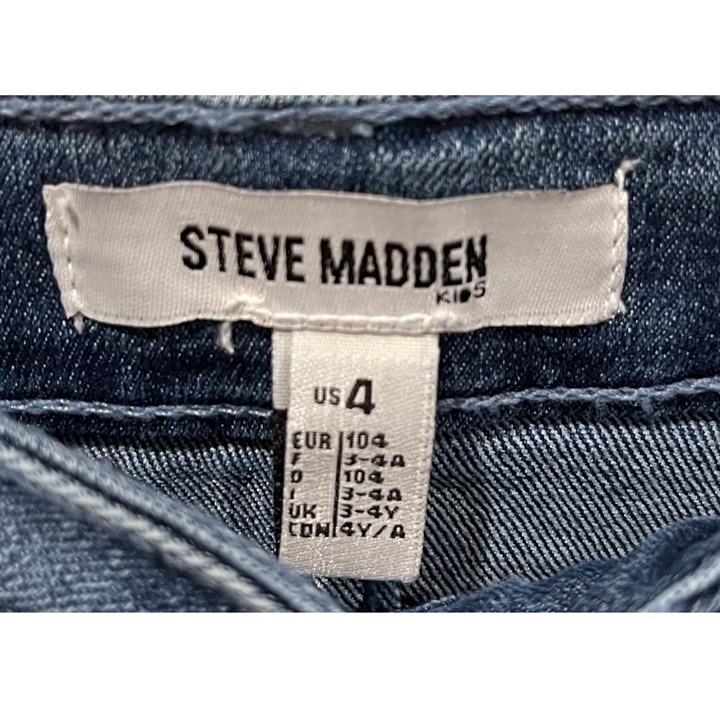 STEVE MADDEN
KIDS
US 4
EUR 104
F 3-4A
D 104
I 3-4A
UK 3-4Y
CDN 4Y/A